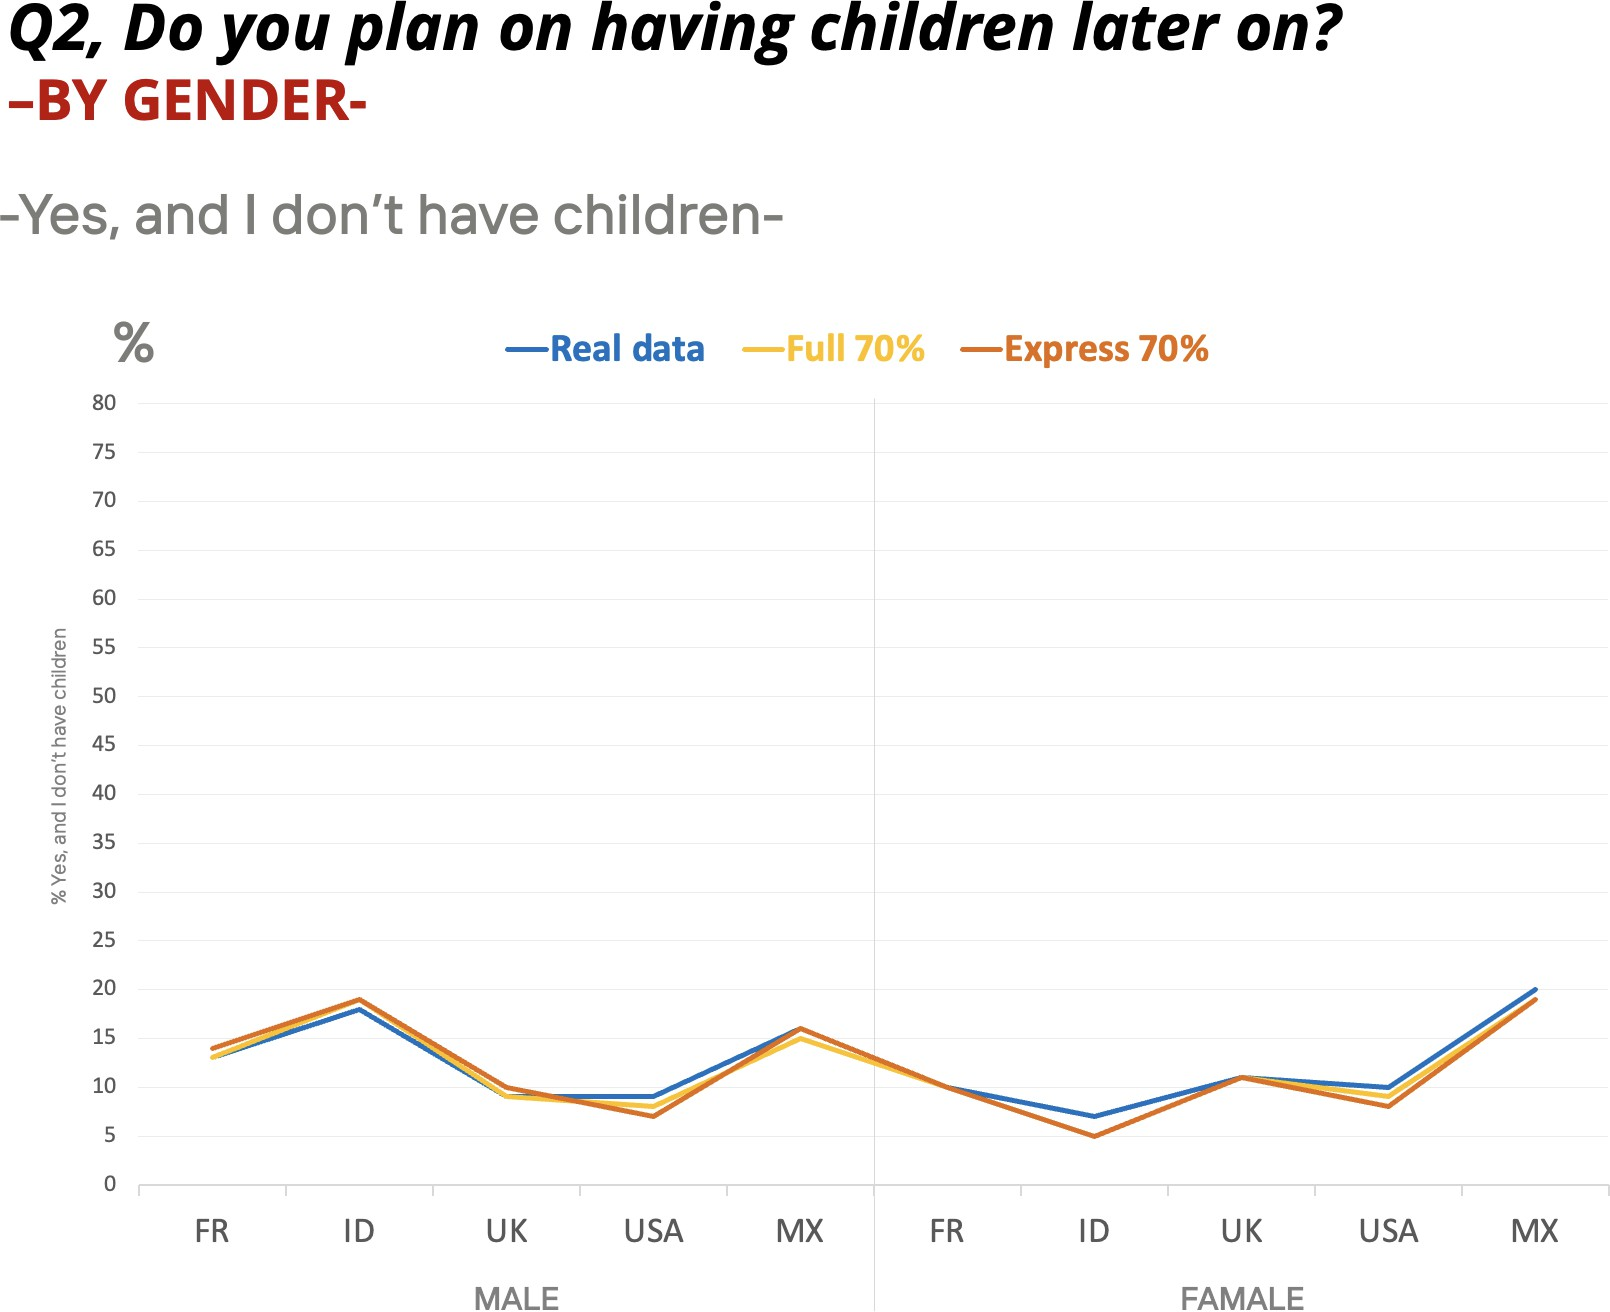 Q2, Do you plan on having children later on?
–BY GENDER-
-Yes, and I don’t have children-
%
Real data
Full 70%
Express 70%
% Yes, and I don’t have children
80
75
70
65
60
55
50
45
40
35
30
25
20
15
10
5
0
FR ID UK USA MX FR ID UK USA MX
MALE FAMALE